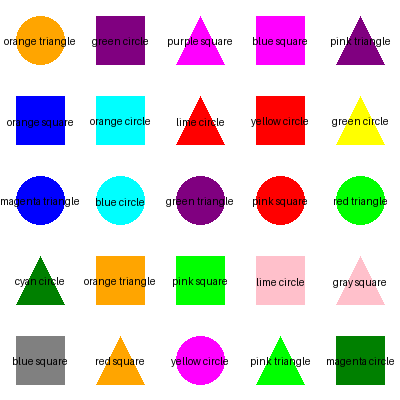 orange triangle green circle purple square blue square pink triangle
orange square orange circle lime circle yellow circle green circle
magenta triangle blue circle green triangle pink square red triangle
cyan circle orange triangle pink square lime circle gray square
blue square red square yellow circle pink triangle magenta circle